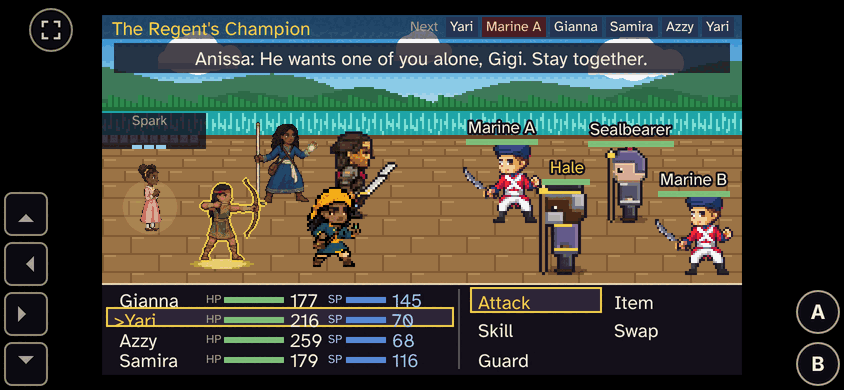 The Regent's Champion
Next Yari Marine A Gianna Samira Azzy Yari
Anissa: He wants one of you alone, Gigi. Stay together.
Spark
Marine A
Sealbearer
Hale
Marine B
Gianna HP 177 SP 145
>Yari HP 216 SP 70
Azzy HP 259 SP 68
Samira HP 179 SP 116
Attack Item
Skill Swap
Guard
A
B